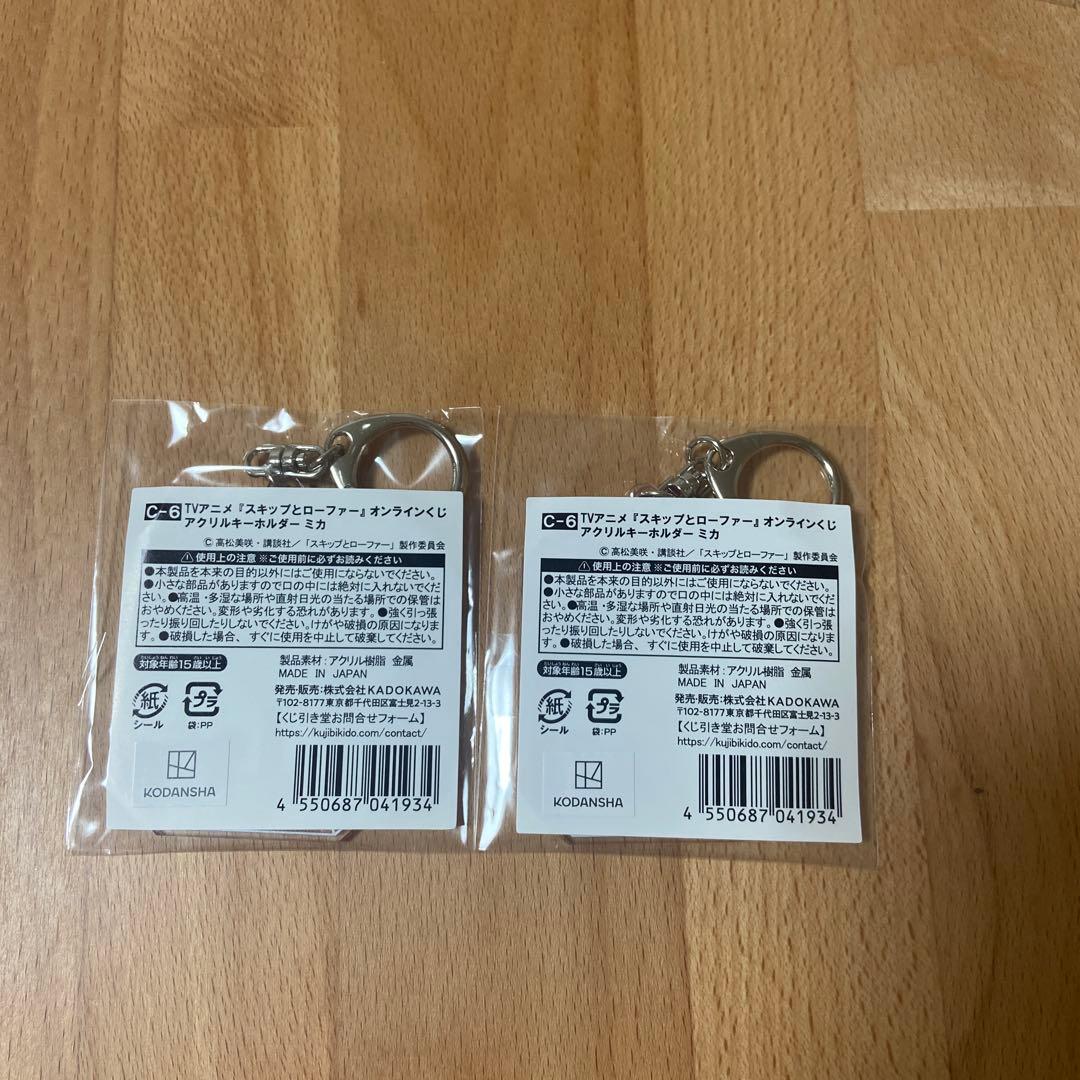 C-6 TVアニメ『スキップとローファー』オンラインくじ
アクリルキーホルダー ミカ
© 高松美咲・講談社／「スキップとローファー」製作委員会
⚠使用上の注意 ※ご使用前に必ずお読みください
●本製品を本来の目的以外にはご使用にならないでください。
●小さな部品がありますので口の中には絶対に入れないでくだ
さい。●高温・多湿な場所や直射日光の当たる場所での保管は
おやめください。変形や劣化する恐れがあります。●強く引っ張
ったり振り回したりしないでください。けがや破損の原因になりま
す。●破損した場合、すぐに使用を中止して破棄してください。
たいしょうねんれい さい いじょう
対象年齢15歳以上
製品素材：アクリル樹脂 金属
MADE IN JAPAN
発売・販売：株式会社KADOKAWA
〒102-8177東京都千代田区富士見2-13-3
【くじ引き堂お問合せフォーム】
https://kujibikido.com/contact/
紙
シール
プラ
袋:PP
KODANSHA
4 550687 041934
C-6 TVアニメ『スキップとローファー』オンラインくじ
アクリルキーホルダー ミカ
© 高松美咲・講談社／「スキップとローファー」製作委員会
⚠使用上の注意 ※ご使用前に必ずお読みください
●本製品を本来の目的以外にはご使用にならないでください。
●小さな部品がありますので口の中には絶対に入れないでくだ
さい。●高温・多湿な場所や直射日光の当たる場所での保管は
おやめください。変形や劣化する恐れがあります。●強く引っ張
ったり振り回したりしないでください。けがや破損の原因になりま
す。●破損した場合、すぐに使用を中止して破棄してください。
たいしょうねんれい さい いじょう
対象年齢15歳以上
製品素材：アクリル樹脂 金属
MADE IN JAPAN
発売・販売：株式会社KADOKAWA
〒102-8177東京都千代田区富士見2-13-3
【くじ引き堂お問合せフォーム】
https://kujibikido.com/contact/
紙
シール
プラ
袋:PP
KODANSHA
4 550687 041934